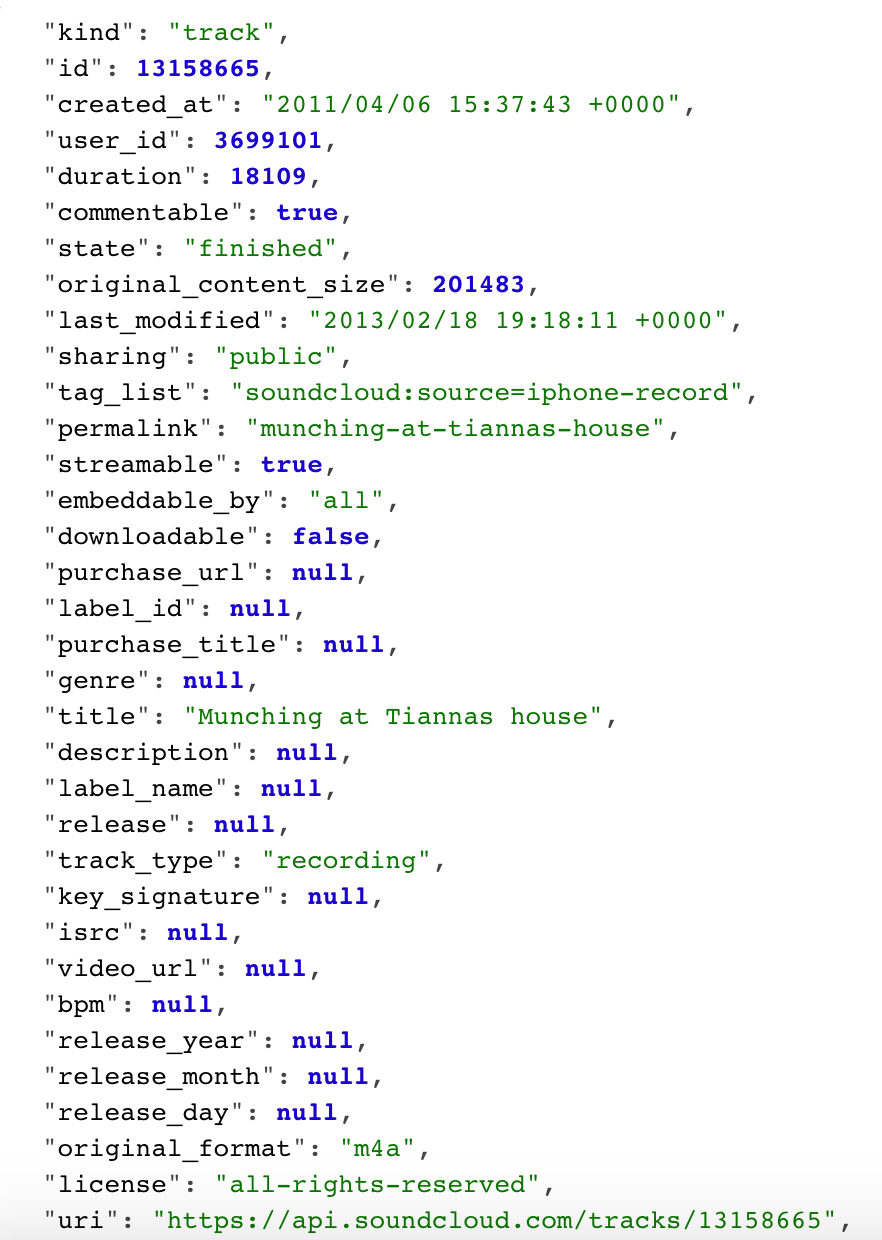 "kind": "track",
"id": 13158665,
"created_at": "2011/04/06 15:37:43 +0000",
"user_id": 3699101,
"duration": 18109,
"commentable": true,
"state": "finished",
"original_content_size": 201483,
"last_modified": "2013/02/18 19:18:11 +0000",
"sharing": "public",
"tag_list": "soundcloud:source=iphone-record",
"permalink": "munching-at-tiannas-house",
"streamable": true,
"embeddable_by": "all",
"downloadable": false,
"purchase_url": null,
"label_id": null,
"purchase_title": null,
"genre": null,
"title": "Munching at Tiannas house",
"description": null,
"label_name": null,
"release": null,
"track_type": "recording",
"key_signature": null,
"isrc": null,
"video_url": null,
"bpm": null,
"release_year": null,
"release_month": null,
"release_day": null,
"original_format": "m4a",
"license": "all-rights-reserved",
"uri": "https://api.soundcloud.com/tracks/13158665",